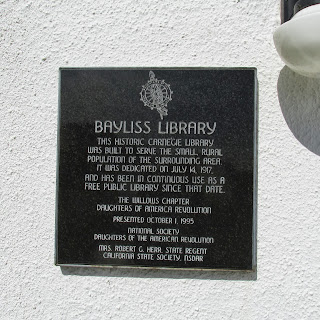 BAYLISS LIBRARY
THIS HISTORIC CARNEGIE LIBRARY
WAS BUILT TO SERVE THE SMALL, RURAL
POPULATION OF THE SURROUNDING AREA.
IT WAS DEDICATED ON JULY 14, 1917,
AND HAS BEEN IN CONTINUOUS USE AS A
FREE PUBLIC LIBRARY SINCE THAT DATE.
THE WILLOWS CHAPTER
DAUGHTERS OF AMERICA REVOLUTION
PRESENTED OCTOBER 1, 1995
NATIONAL SOCIETY
DAUGHTERS OF THE AMERICAN REVOLUTION
MRS. ROBERT G. HERR, STATE REGENT
CALIFORNIA STATE SOCIETY, NSDAR